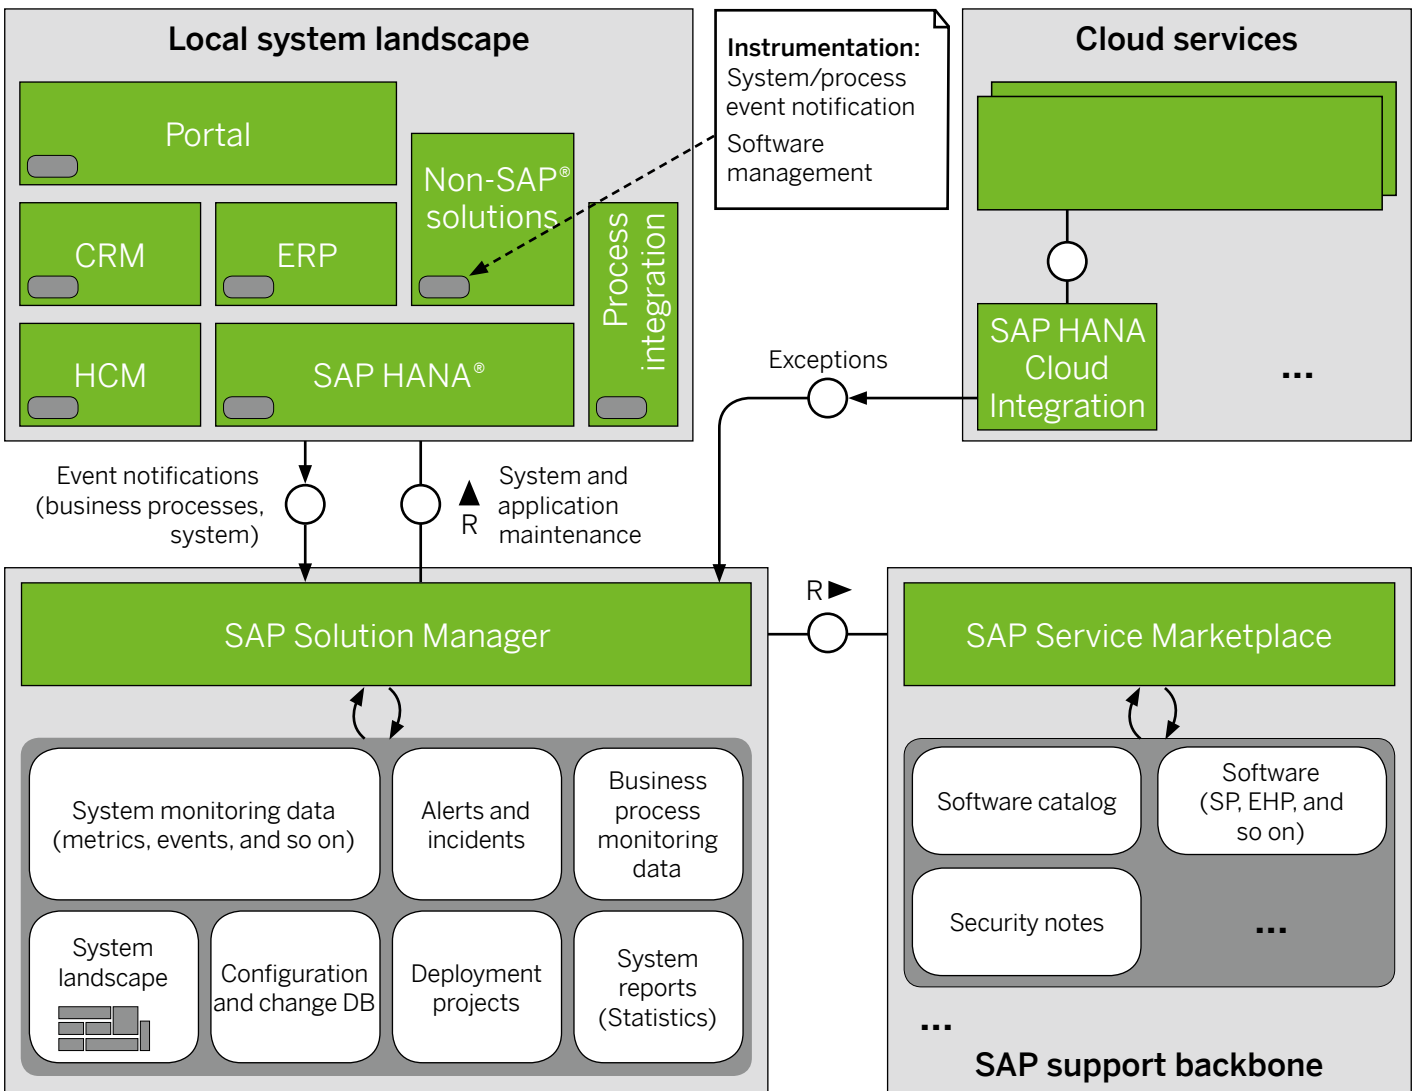 Local system landscape
Portal
Non-SAP®
solutions
CRM
ERP
Process
integration
HCM
SAP HANA®
Instrumentation:
System/process
event notification
Software
management
Cloud services
SAP HANA
Cloud
Integration
...
Exceptions
Event notifications
(business processes,
system)
R
System and
application
maintenance
SAP Solution Manager
R
SAP Service Marketplace
System monitoring data
(metrics, events, and so on)
Alerts and
incidents
Business
process
monitoring
data
System
landscape
Configuration
and change DB
Deployment
projects
System
reports
(Statistics)
Software catalog
Software
(SP, EHP, and
so on)
Security notes
...
...
SAP support backbone